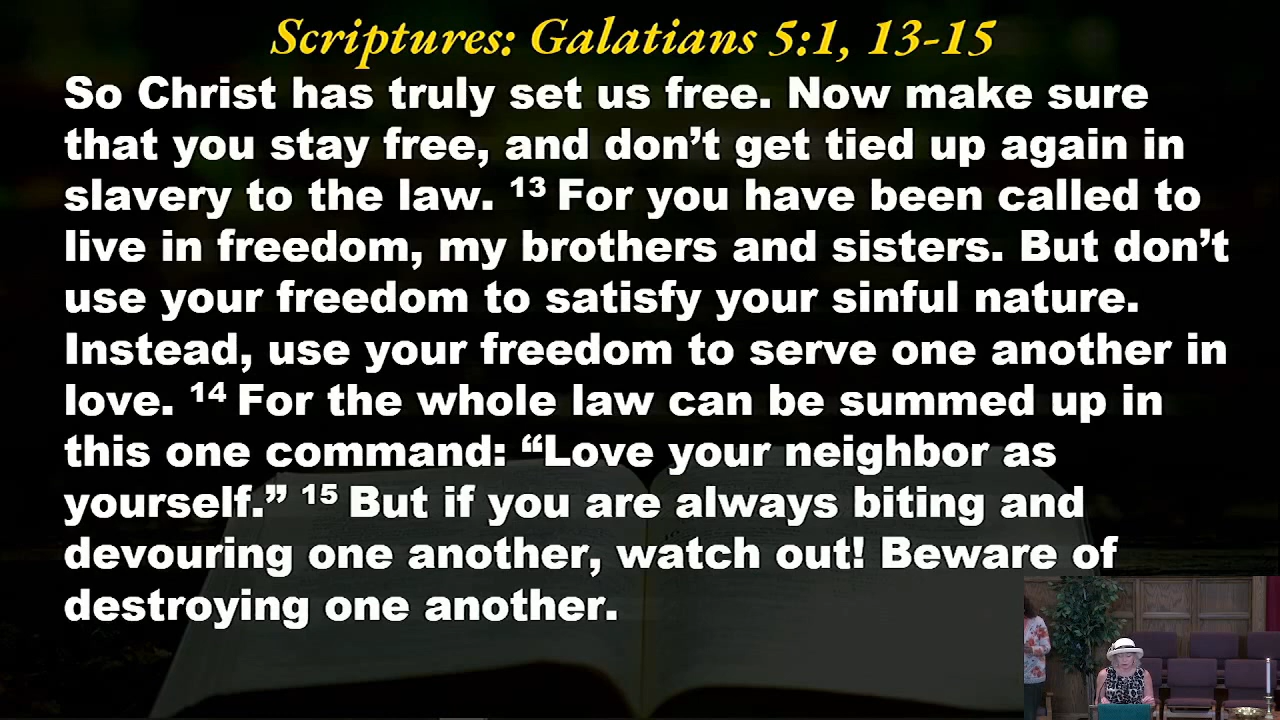 Scriptures: Galatians 5:1, 13-15
So Christ has truly set us free. Now make sure
that you stay free, and don’t get tied up again in
slavery to the law. 13 For you have been called to
live in freedom, my brothers and sisters. But don’t
use your freedom to satisfy your sinful nature.
Instead, use your freedom to serve one another in
love. 14 For the whole law can be summed up in
this one command: “Love your neighbor as
yourself.” 15 But if you are always biting and
devouring one another, watch out! Beware of
destroying one another.